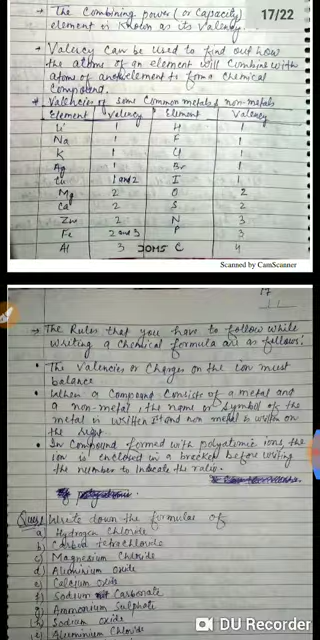 → The Combining power (or Capacity)
element is Known as its Valency.
17/22
→ Valency can be used to find out how
the atoms of an element will Combine with
atoms of another element to form a Chemical
Compound.
* Valencies of some Common metals & non-metals
Element Valency Element Valency
Li 1 H 1
Na 1 F 1
K 1 Cl 1
Ag 1 Br 1
Cu 1 and 2 I 1
Mg 2 O 2
Ca 2 S 2
Zn 2 N 3
Fe 2 and 3 P 3
Al 3 C 4
Scanned by CamScanner
17
→ The Rules that you have to follow while
writing a Chemical formula are as follows:
• The Valencies or Charges on the ion must
balance
• When a Compound Consists of a metal and
a non-metal, the name or symbol of the
metal is written 1st and non metal is written on
the right
• In Compound formed with polyatomic ions the
ion is enclosed in a bracket before writing
the number to Indicate the ratio.
Ques: Write down the formulas of
a) Hydrogen Chloride
b) Carbon tetrachloride
c) Magnesium Chloride
d) Aluminium oxide
e) Calcium oxide
f) Sodium Carbonate
g) Ammonium Sulphate
h) Sodium oxide
i) Aluminium Chloride
DU Recorder